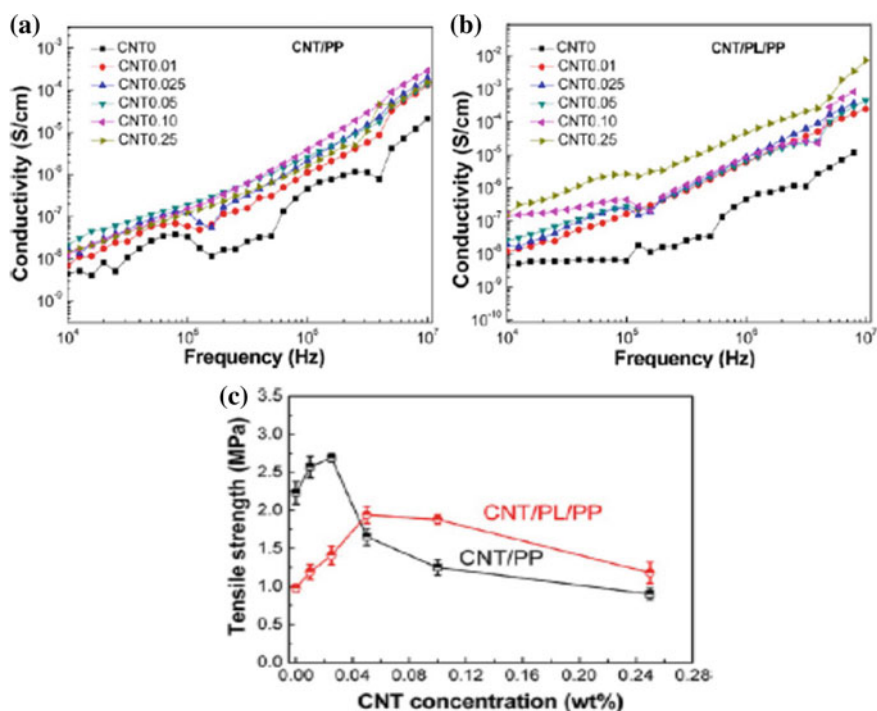 (a)
CNT/PP
CNT0
CNT0.01
CNT0.025
CNT0.05
CNT0.10
CNT0.25
Conductivity (S/cm)
10⁻³
10⁻⁴
10⁻⁵
10⁻⁶
10⁻⁷
10⁻⁸
10⁻⁹
10⁴ 10⁵ 10⁶ 10⁷
Frequency (Hz)
(b)
CNT/PL/PP
CNT0
CNT0.01
CNT0.025
CNT0.05
CNT0.10
CNT0.25
Conductivity (S/cm)
10⁻²
10⁻³
10⁻⁴
10⁻⁵
10⁻⁶
10⁻⁷
10⁻⁸
10⁻⁹
10⁻¹⁰
10⁴ 10⁵ 10⁶ 10⁷
Frequency (Hz)
(c)
Tensile strength (MPa)
3.5
3.0
2.5
2.0
1.5
1.0
0.5
0.0
CNT/PL/PP
CNT/PP
0.00 0.04 0.08 0.12 0.16 0.20 0.24 0.28
CNT concentration (wt%)